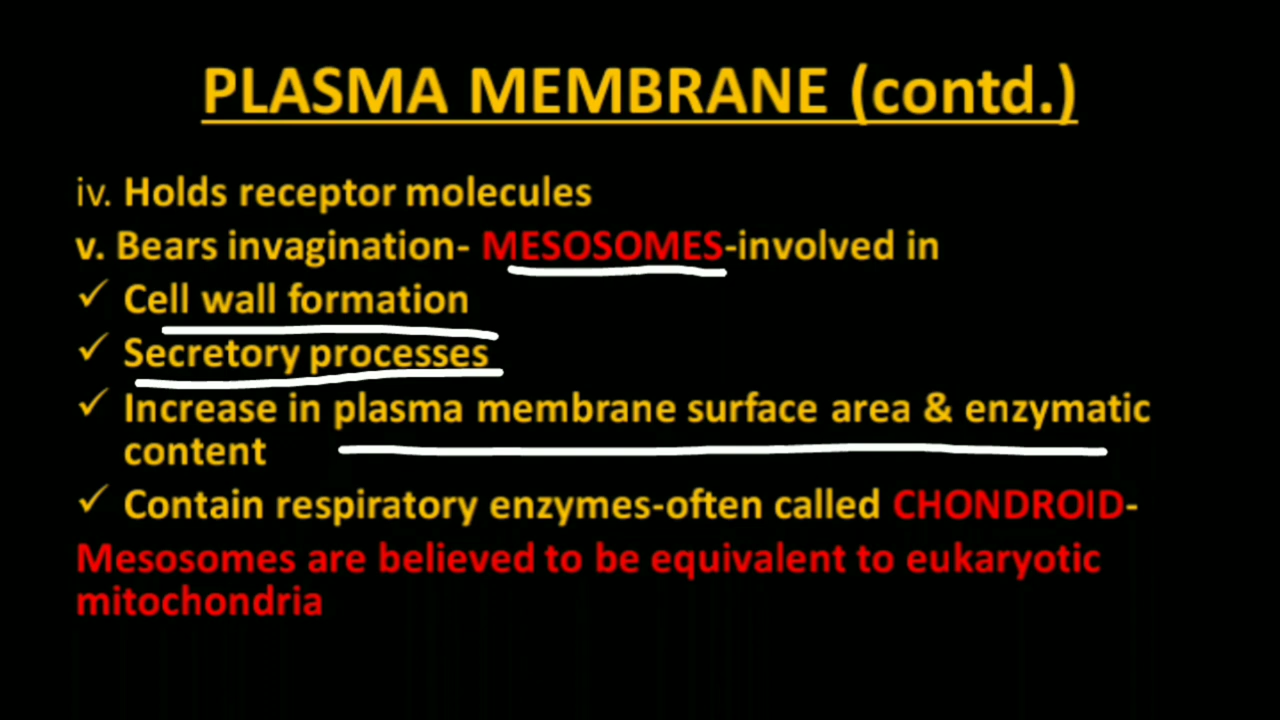 PLASMA MEMBRANE (contd.)
iv. Holds receptor molecules
v. Bears invagination- MESOSOMES-involved in
✓ Cell wall formation
✓ Secretory processes
✓ Increase in plasma membrane surface area & enzymatic
content
✓ Contain respiratory enzymes-often called CHONDROID-
Mesosomes are believed to be equivalent to eukaryotic
mitochondria